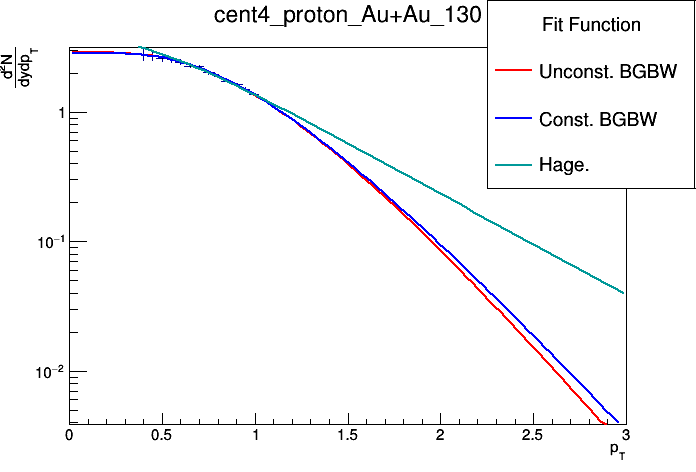 cent4_proton_Au+Au_130
Fit Function
Unconst. BGBW
Const. BGBW
Hage.
d²N
dydp_T
1
10⁻¹
10⁻²
0 0.5 1 1.5 2 2.5 3
p_T